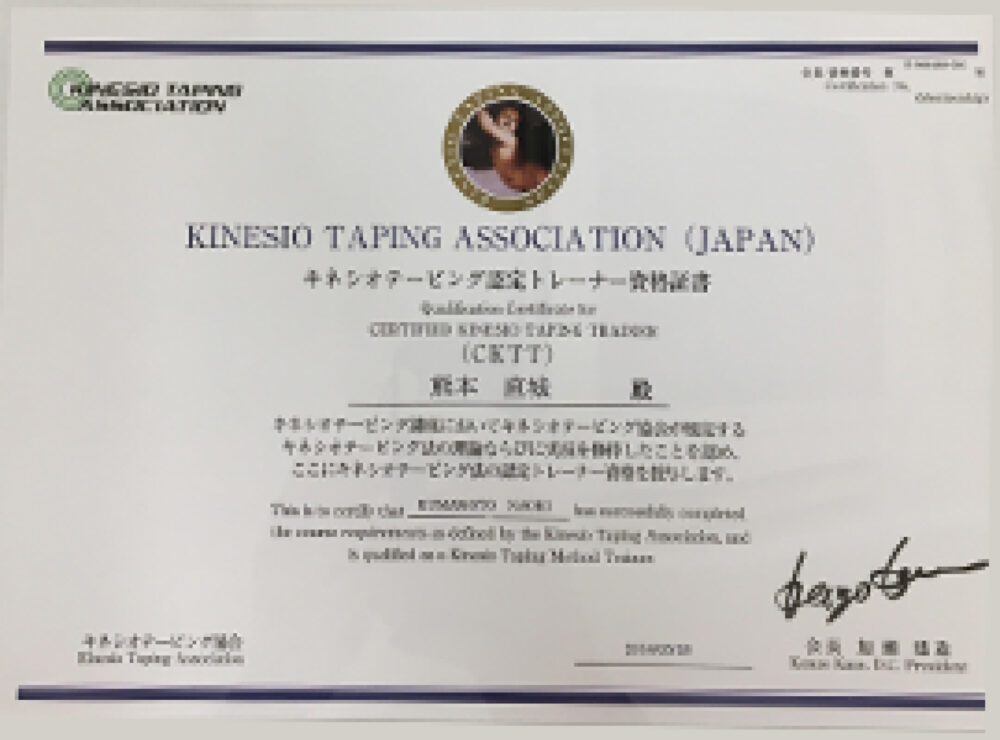 KINESIO TAPING
ASSOCIATION
Certification No.
KINESIO TAPING ASSOCIATION (JAPAN)
キネシオテーピング認定トレーナー資格証書
Qualification Certificate for
CERTIFIED KINESIO TAPING TRAINER
(CKTT)
熊本 直 殿
キネシオテーピング講座においてキネシオテーピング協会が規定する
キネシオテーピング法の理論ならびに実技を修得したことを認め、
ここにキネシオテーピング法の認定トレーナー資格を授与します。
This is to certify that KUMAMOTO NAOKI has successfully completed
the course requirements as defined by the Kinesio Taping Association, and
is qualified as a Kinesio Taping Method Trainer.
キネシオテーピング協会
Kinesio Taping Association
会長 加瀬 建造
Kenzo Kase, D.C. President